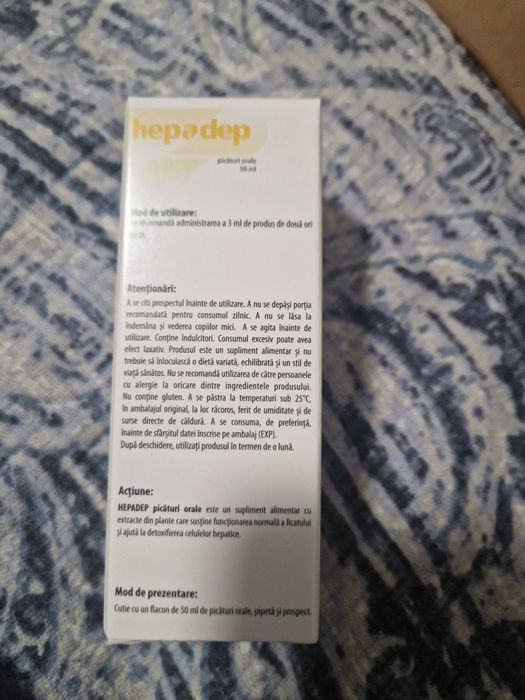 hepadep
picături orale
50 ml
Mod de utilizare:
Se recomandă administrarea a 3 ml de produs de două ori
pe zi.
Atenționări:
A se citi prospectul înainte de utilizare. A nu se depăși porția
recomandată pentru consumul zilnic. A nu se lăsa la
îndemâna și vederea copiilor mici. A se agita înainte de
utilizare. Conține îndulcitori. Consumul excesiv poate avea
efect laxativ. Produsul este un supliment alimentar și nu
trebuie să înlocuiască o dietă variată, echilibrată și un stil de
viață sănătos. Nu se recomandă utilizarea de către persoanele
cu alergie la oricare dintre ingredientele produsului.
Nu conține gluten. A se păstra la temperaturi sub 25°C,
în ambalajul original, la loc răcoros, ferit de umiditate și de
surse directe de căldură. A se consuma, de preferință,
înainte de sfârșitul datei înscrise pe ambalaj (EXP).
După deschidere, utilizați produsul în termen de o lună.
Acțiune:
HEPADEP picături orale este un supliment alimentar cu
extracte din plante care susține funcționarea normală a ficatului
și ajută la detoxifierea celulelor hepatice.
Mod de prezentare:
Cutie cu un flacon de 50 ml de picături orale, pipetă și prospect.